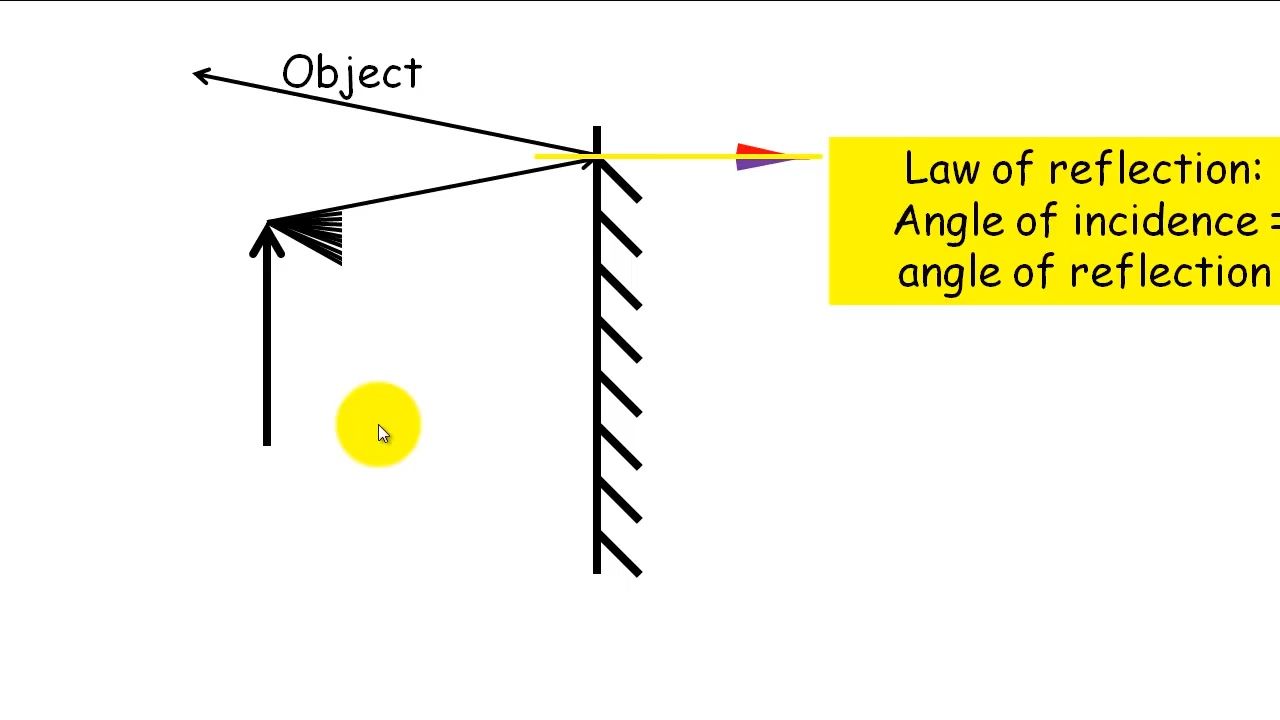 Object
Law of reflection:
Angle of incidence =
angle of reflection